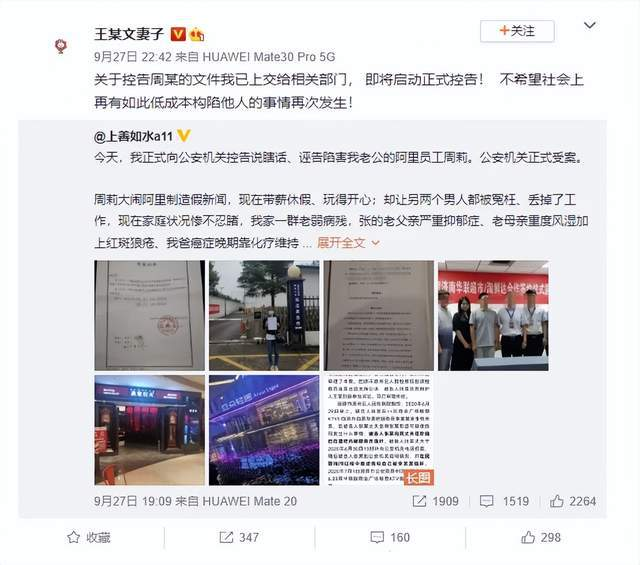 王某文妻子
关注
9月27日 22:42 来自 HUAWEI Mate30 Pro 5G
关于控告周某的文件我已上交给相关部门， 即将启动正式控告！ 不希望社会上
再有如此低成本构陷他人的事情再次发生！
@上善如水a11
今天，我正式向公安机关控告说瞎话、诬告陷害我老公的阿里员工周莉。公安机关正式受案。
周莉大闹阿里制造假新闻，现在带薪休假、玩得开心；却让另两个男人都被冤枉、丢掉了工
作，现在家庭状况惨不忍睹，我家一群老弱病残，张的老父亲严重抑郁症、老母亲重度风湿加
上红斑狼疮、我爸癌症晚期靠化疗维持 ... 展开全文
长图
9月27日 19:09 来自 HUAWEI Mate 20
1909
1519
2264
收藏
347
160
298